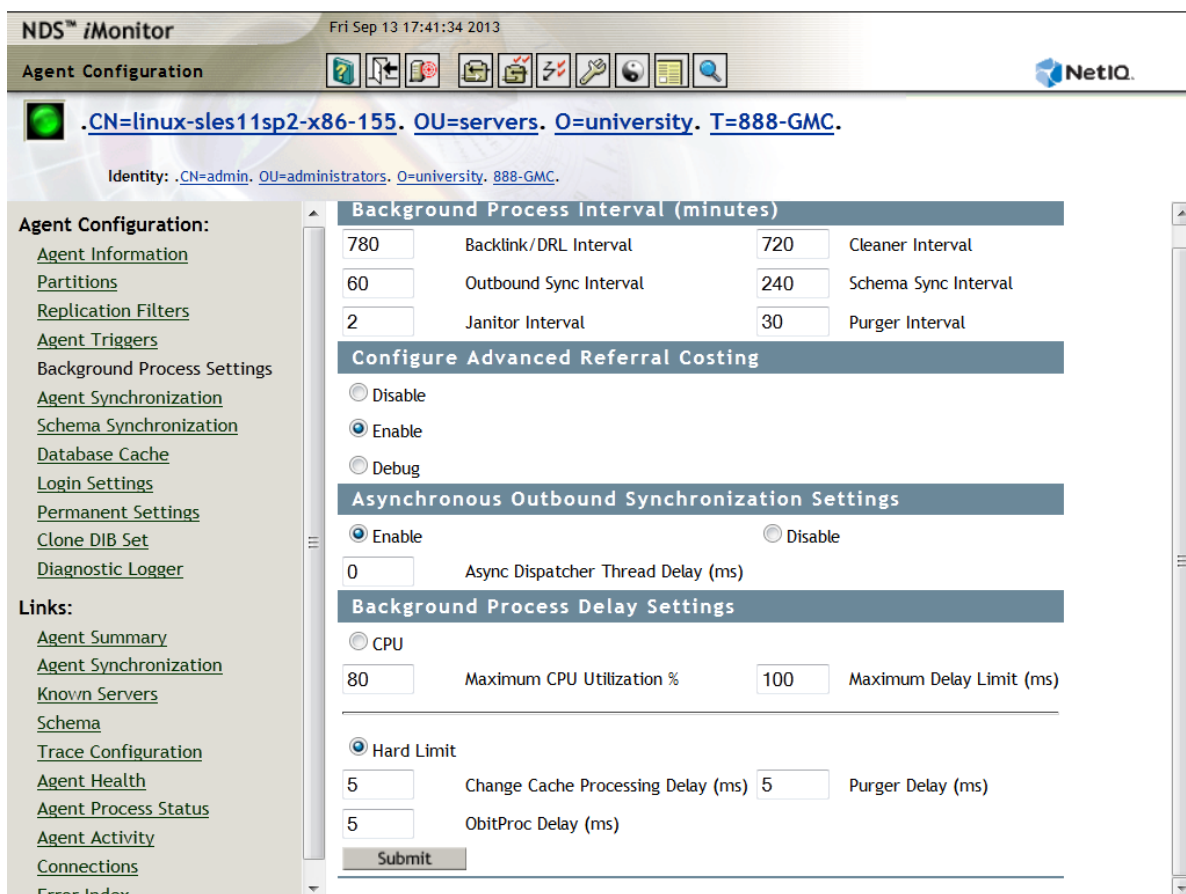 NDS™ iMonitor
Fri Sep 13 17:41:34 2013
Agent Configuration
NetIQ.
.CN=linux-sles11sp2-x86-155. OU=servers. O=university. T=888-GMC.
Identity: .CN=admin. OU=administrators. O=university. 888-GMC.
Agent Configuration:
Agent Information
Partitions
Replication Filters
Agent Triggers
Background Process Settings
Agent Synchronization
Schema Synchronization
Database Cache
Login Settings
Permanent Settings
Clone DIB Set
Diagnostic Logger
Links:
Agent Summary
Agent Synchronization
Known Servers
Schema
Trace Configuration
Agent Health
Agent Process Status
Agent Activity
Connections
Error Index
Background Process Interval (minutes)
780 Backlink/DRL Interval 720 Cleaner Interval
60 Outbound Sync Interval 240 Schema Sync Interval
2 Janitor Interval 30 Purger Interval
Configure Advanced Referral Costing
Disable
Enable
Debug
Asynchronous Outbound Synchronization Settings
Enable Disable
0 Async Dispatcher Thread Delay (ms)
Background Process Delay Settings
CPU
80 Maximum CPU Utilization % 100 Maximum Delay Limit (ms)
Hard Limit
5 Change Cache Processing Delay (ms) 5 Purger Delay (ms)
5 ObitProc Delay (ms)
Submit